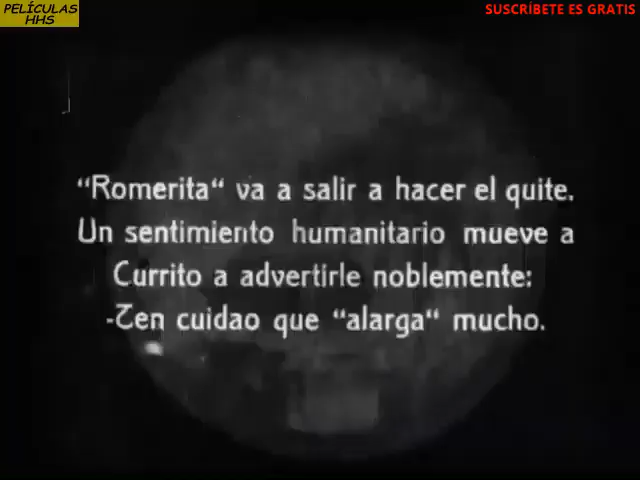 PELÍCULAS
HHS
SUSCRÍBETE ES GRATIS
"Romerita" va a salir a hacer el quite.
Un sentimiento humanitario mueve a
Currito a advertirle noblemente:
-Ten cuidao que "alarga" mucho.